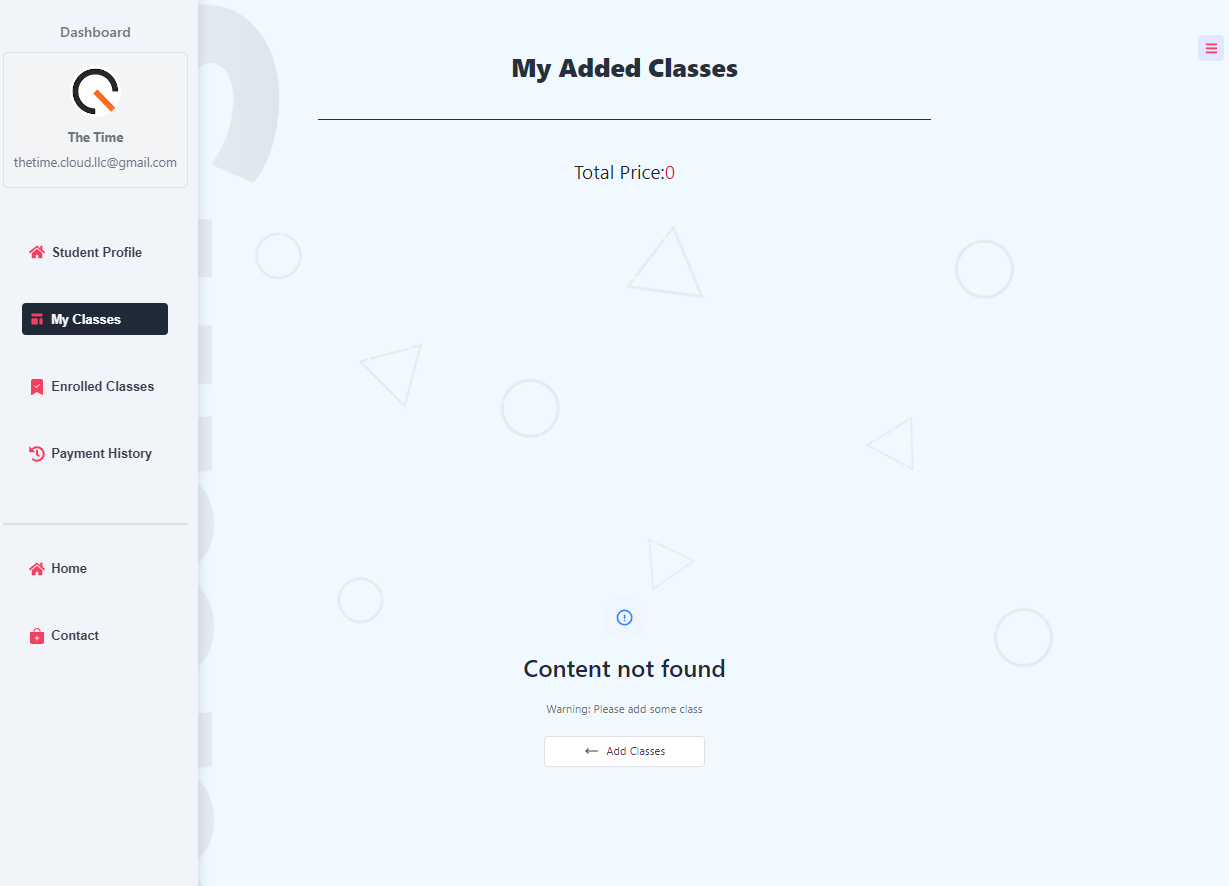 Dashboard
The Time
thetime.cloud.llc@gmail.com
Student Profile
My Classes
Enrolled Classes
Payment History
Home
Contact
My Added Classes
Total Price:0
Content not found
Warning: Please add some class
Add Classes